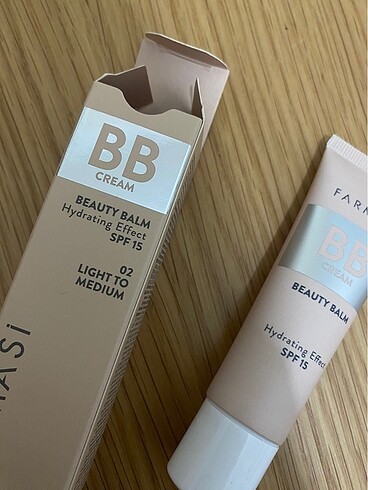 BB
CREAM
BEAUTY BALM
Hydrating Effect
SPF 15
02
LIGHT TO
MEDIUM
BB
CREAM
BEAUTY BALM
Hydrating Effect
SPF 15